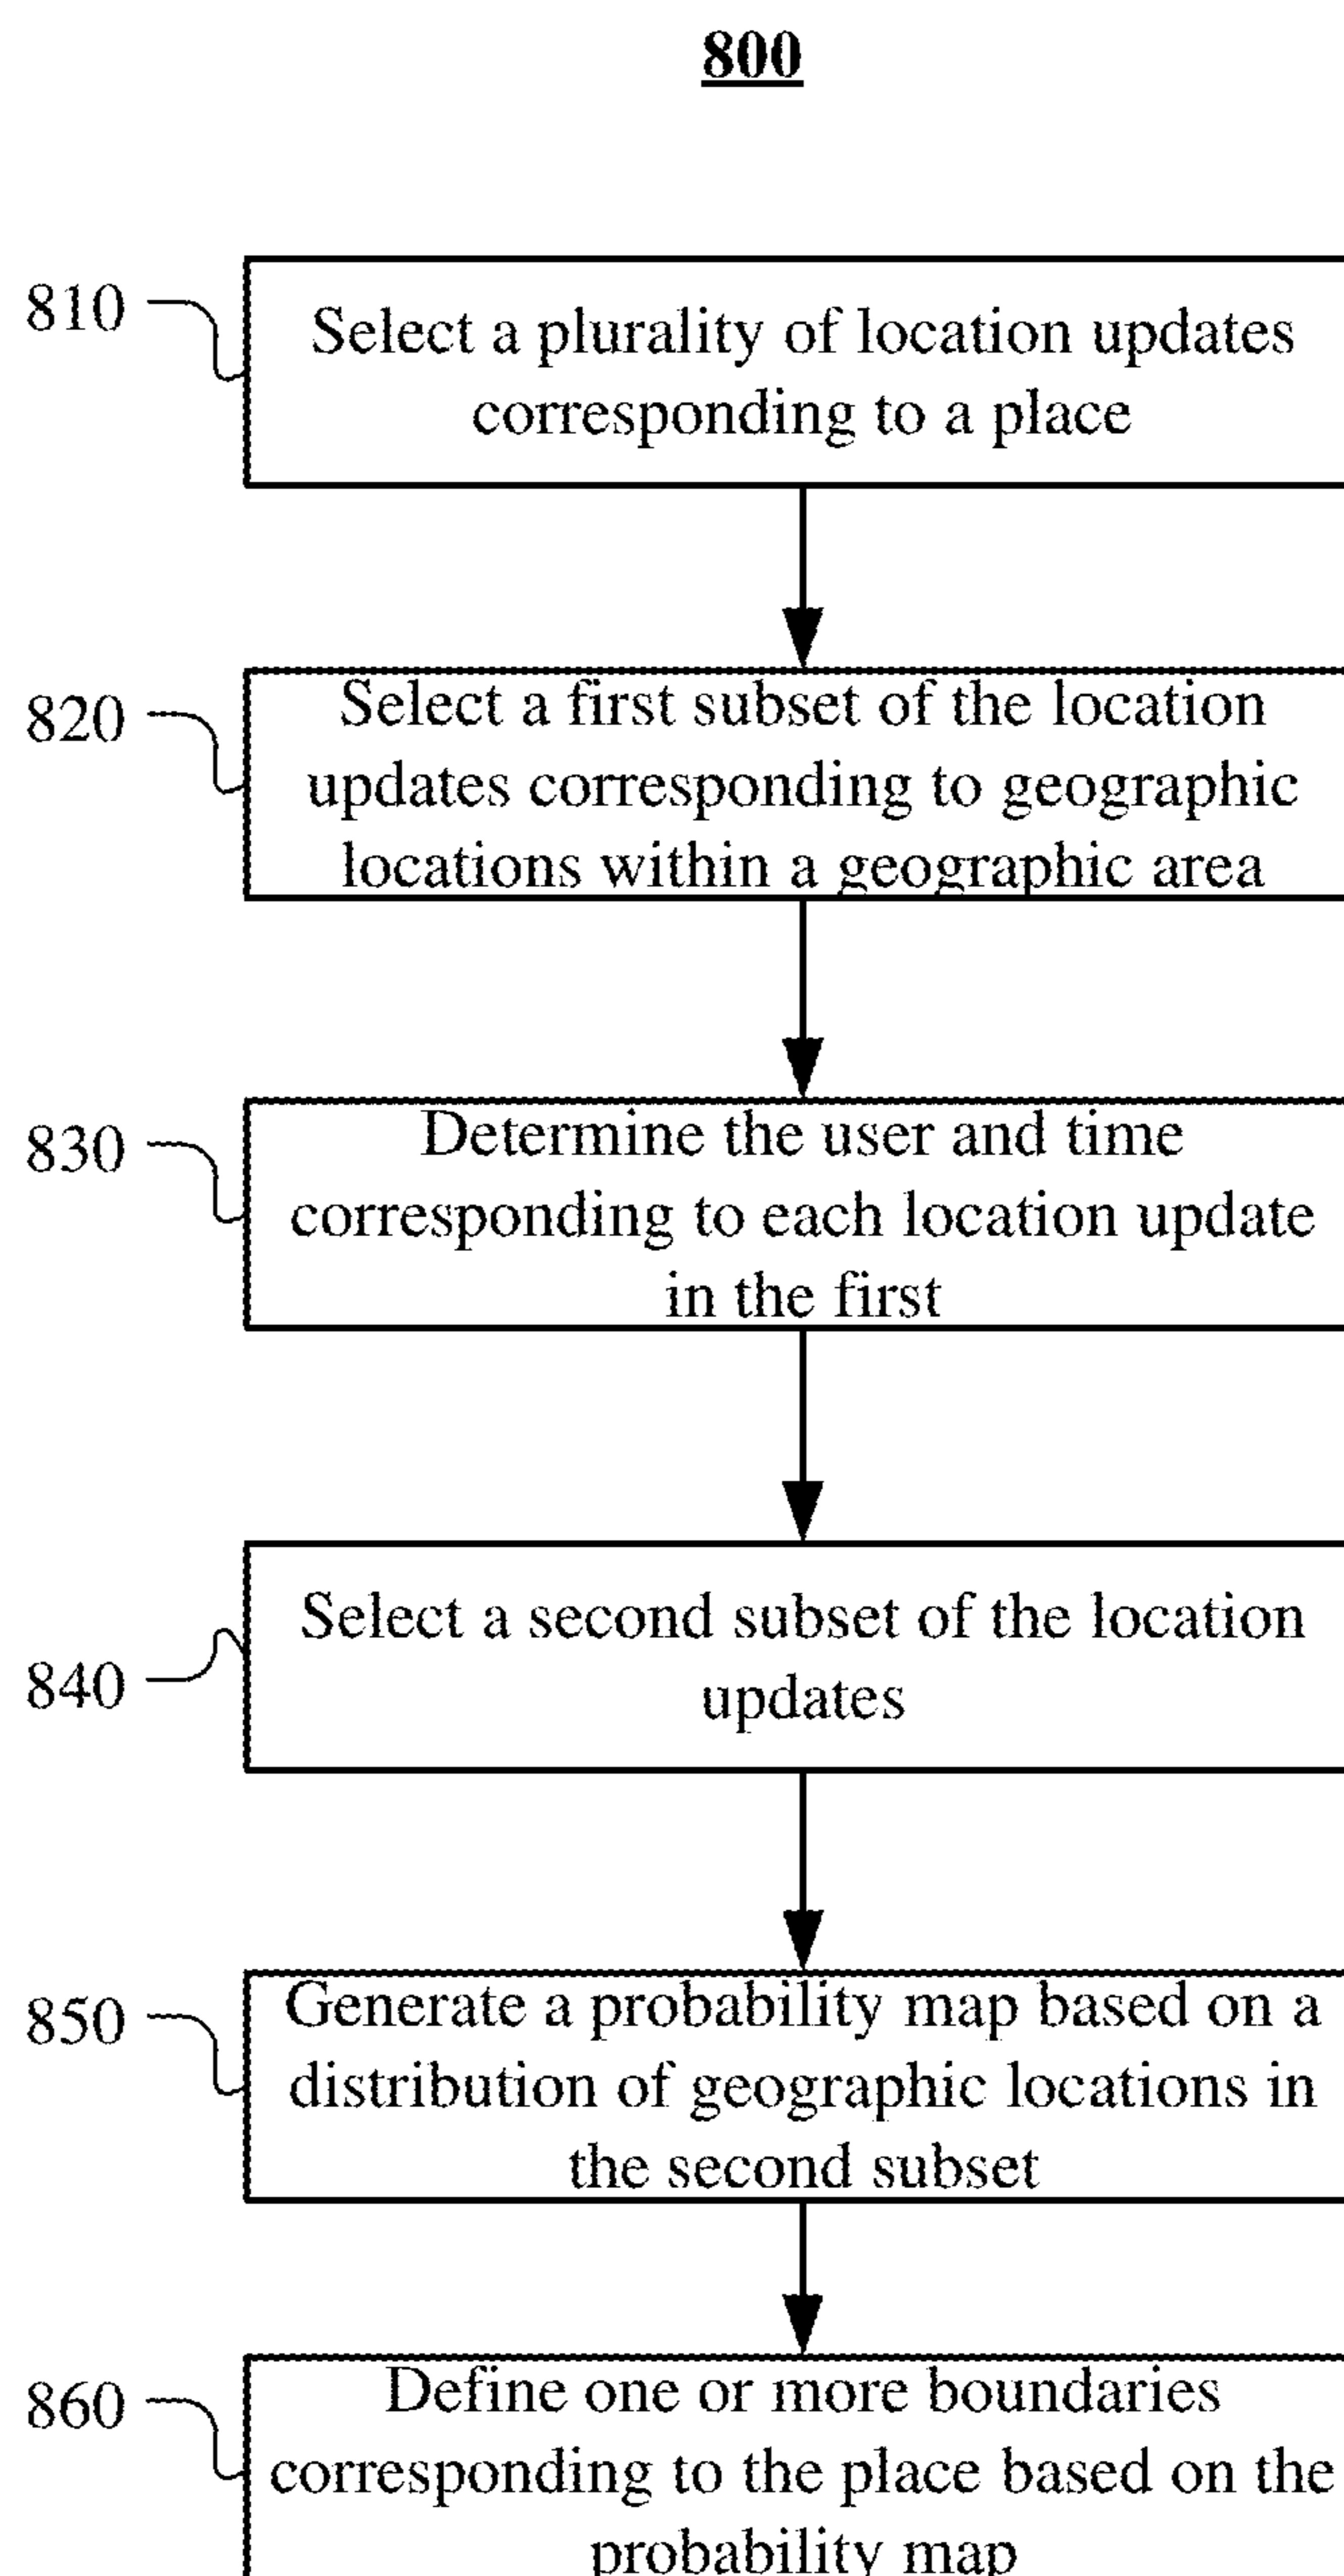 800
810
Select a plurality of location updates
corresponding to a place
820
Select a first subset of the location
updates corresponding to geographic
locations within a geographic area
830
Determine the user and time
corresponding to each location update
in the first
840
Select a second subset of the location
updates
850
Generate a probability map based on a
distribution of geographic locations in
the second subset
860
Define one or more boundaries
corresponding to the place based on the
probability map